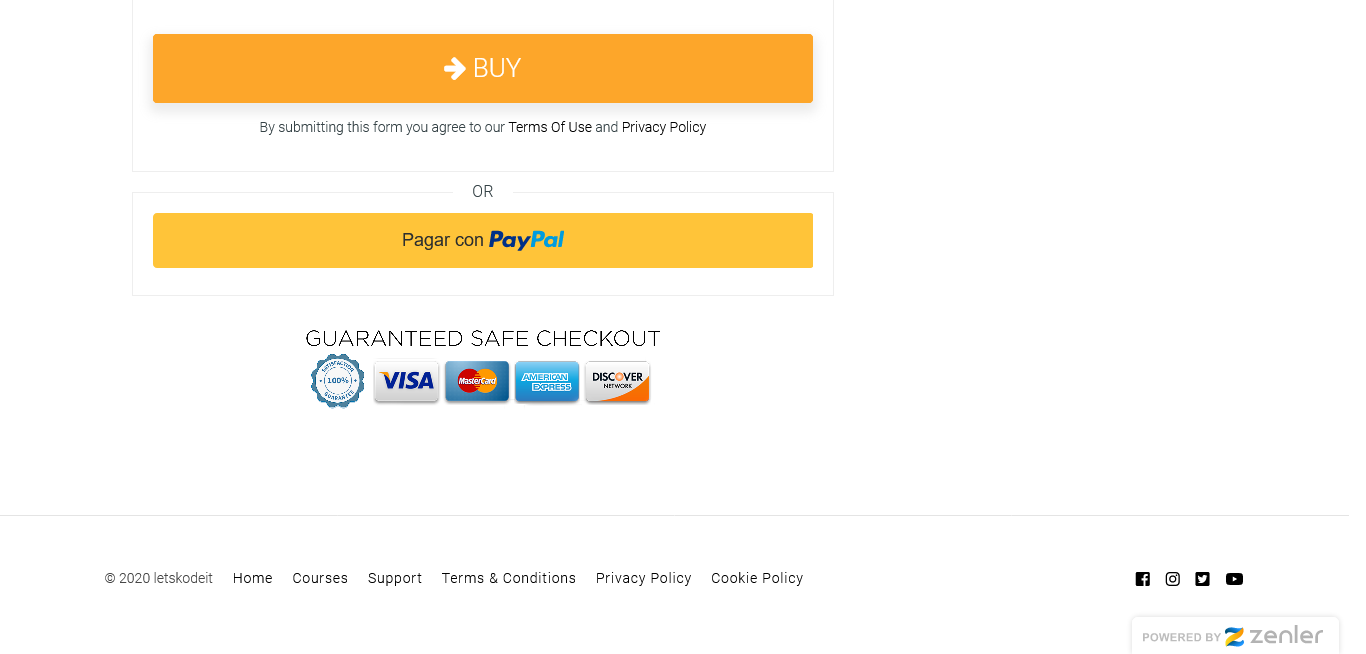 BUY
By submitting this form you agree to our Terms Of Use and Privacy Policy
OR
Pagar con PayPal
GUARANTEED SAFE CHECKOUT
SATISFACTION 100% GUARANTEE
VISA
MasterCard
AMERICAN EXPRESS
DISCOVER NETWORK
© 2020 letskodeit Home Courses Support Terms & Conditions Privacy Policy Cookie Policy
POWERED BY zenler